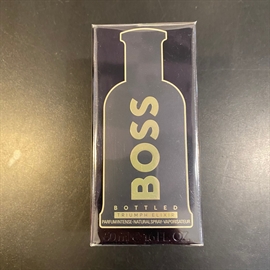 BOSS
BOTTLED
TRIUMPH ELIXIR
PARFUM INTENSE · NATURAL SPRAY · VAPORISATEUR